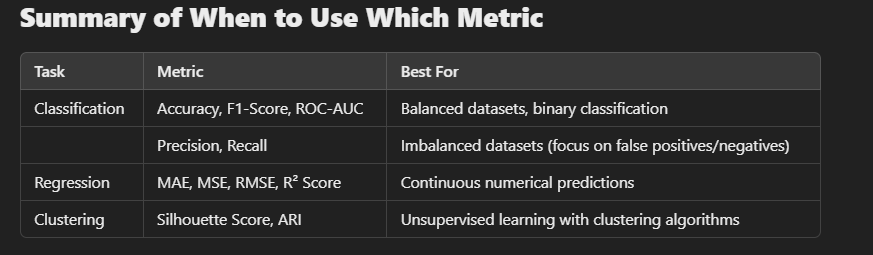 Summary of When to Use Which Metric
Task Metric Best For
Classification Accuracy, F1-Score, ROC-AUC Balanced datasets, binary classification
Precision, Recall Imbalanced datasets (focus on false positives/negatives)
Regression MAE, MSE, RMSE, R² Score Continuous numerical predictions
Clustering Silhouette Score, ARI Unsupervised learning with clustering algorithms